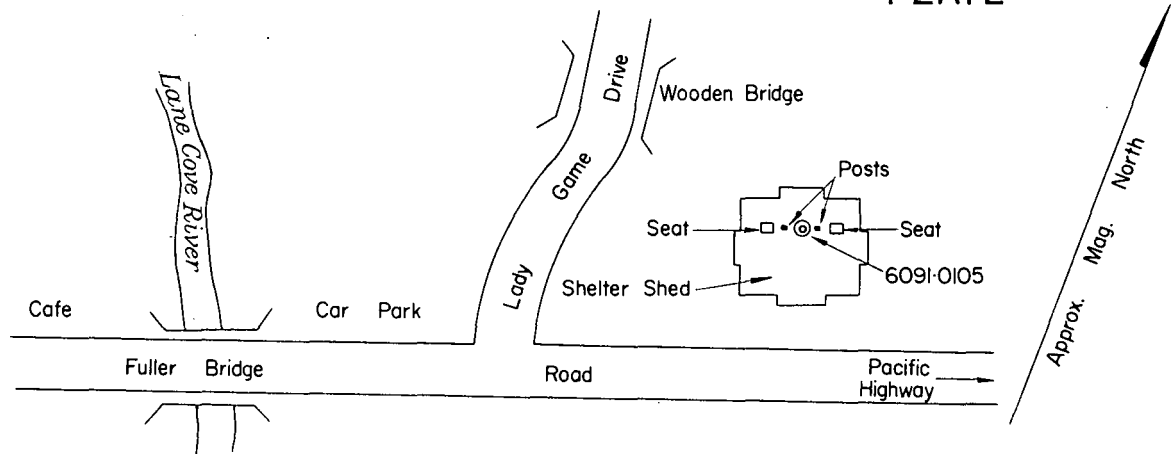 PLATE
Lane Cove River
Drive
Wooden Bridge
Game
Posts
Seat
Seat
6091·0105
Lady
Shelter Shed
Approx. Mag. North
Cafe
Car Park
Fuller Bridge
Road
Pacific
Highway